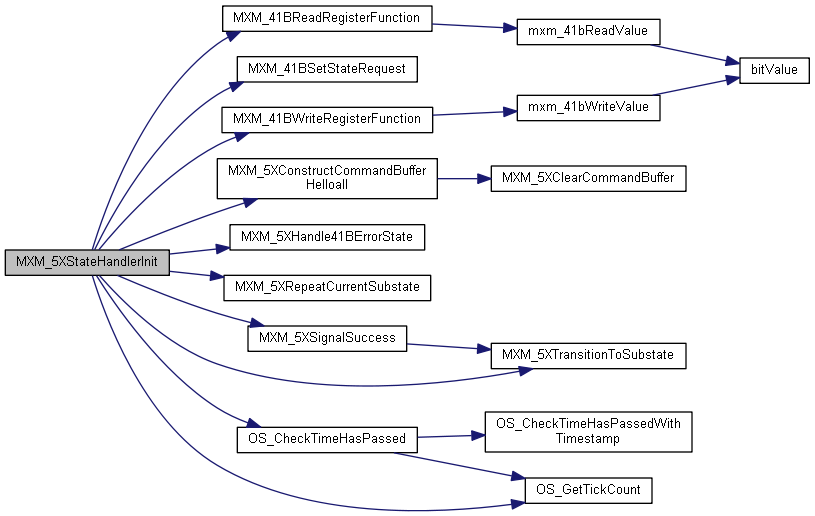 MXM_41BReadRegisterFunction
mxm_41bReadValue
MXM_41BSetStateRequest
bitValue
MXM_41BWriteRegisterFunction
mxm_41bWriteValue
MXM_5XConstructCommandBuffer
Helloall
MXM_5XClearCommandBuffer
MXM_5XHandle41BErrorState
MXM_5XStateHandlerInit
MXM_5XRepeatCurrentSubstate
MXM_5XSignalSuccess
MXM_5XTransitionToSubstate
OS_CheckTimeHasPassed
OS_CheckTimeHasPassedWith
Timestamp
OS_GetTickCount